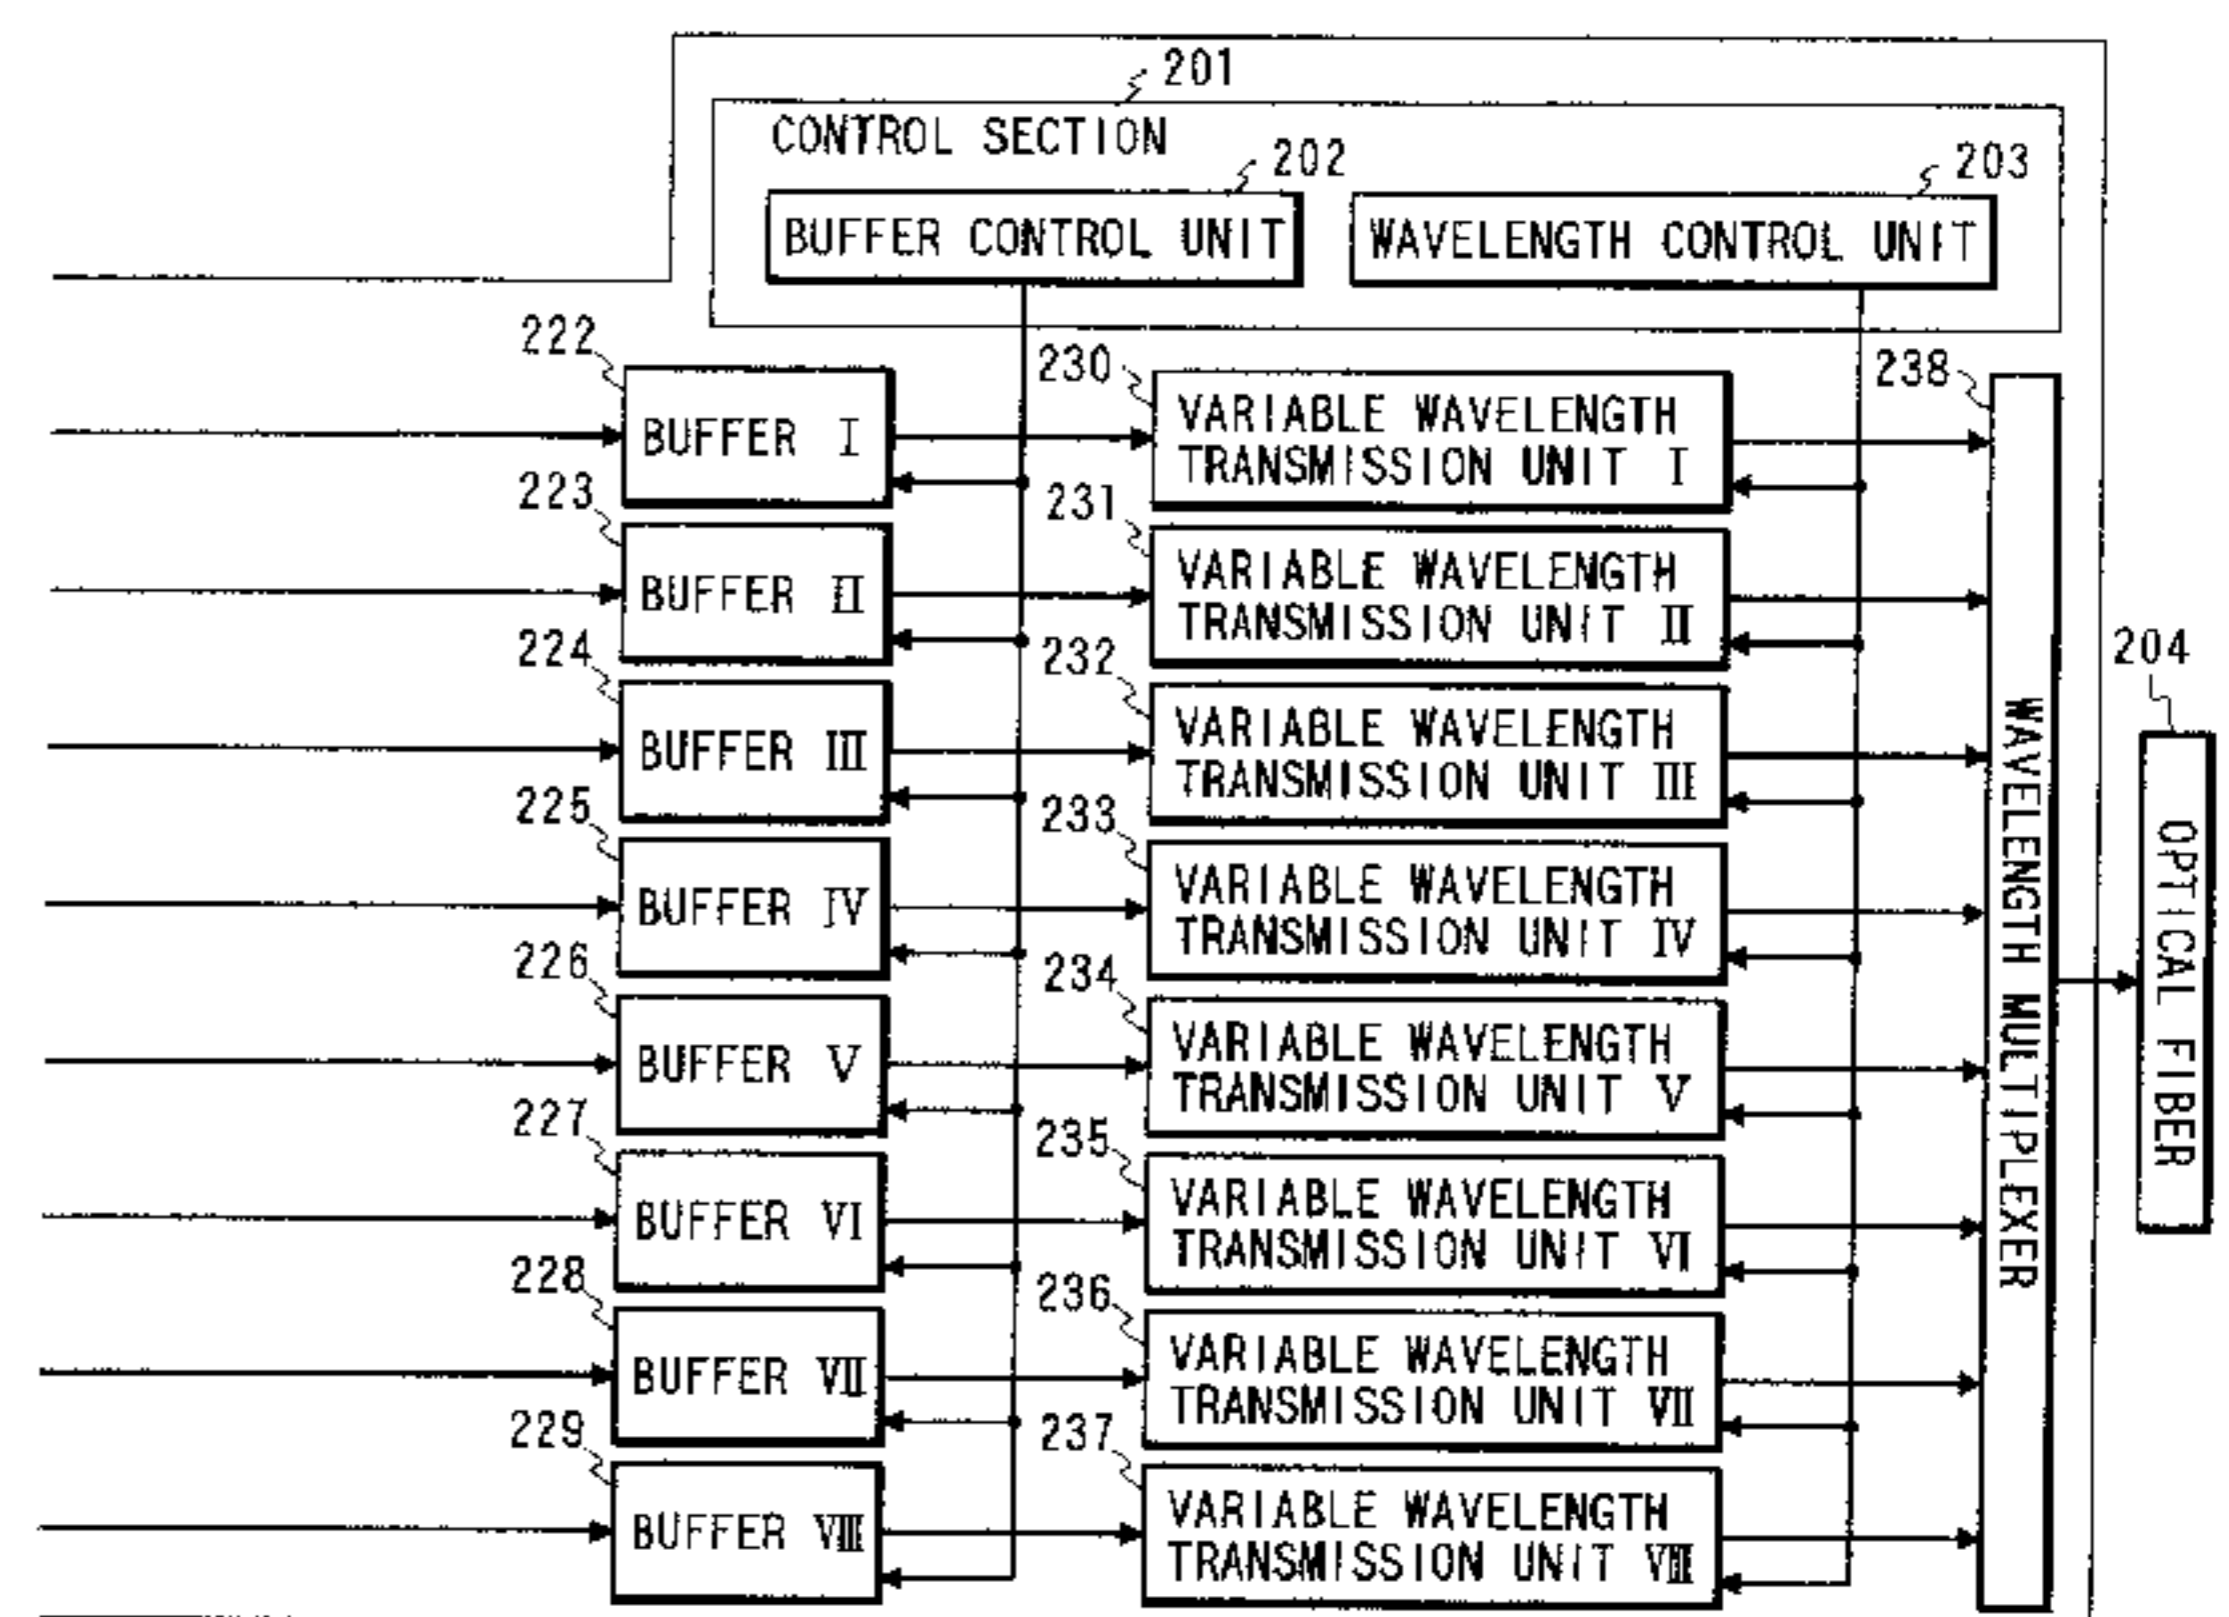 201
CONTROL SECTION
202
203
BUFFER CONTROL UNIT
WAVELENGTH CONTROL UNIT
222
BUFFER I
230
VARIABLE WAVELENGTH
TRANSMISSION UNIT I
238
223
BUFFER II
231
VARIABLE WAVELENGTH
TRANSMISSION UNIT II
224
BUFFER III
232
VARIABLE WAVELENGTH
TRANSMISSION UNIT III
225
BUFFER IV
233
VARIABLE WAVELENGTH
TRANSMISSION UNIT IV
226
BUFFER V
234
VARIABLE WAVELENGTH
TRANSMISSION UNIT V
227
BUFFER VI
235
VARIABLE WAVELENGTH
TRANSMISSION UNIT VI
228
BUFFER VII
236
VARIABLE WAVELENGTH
TRANSMISSION UNIT VII
229
BUFFER VIII
237
VARIABLE WAVELENGTH
TRANSMISSION UNIT VIII
WAVELENGTH MULTIPLEXER
204
OPTICAL FIBER